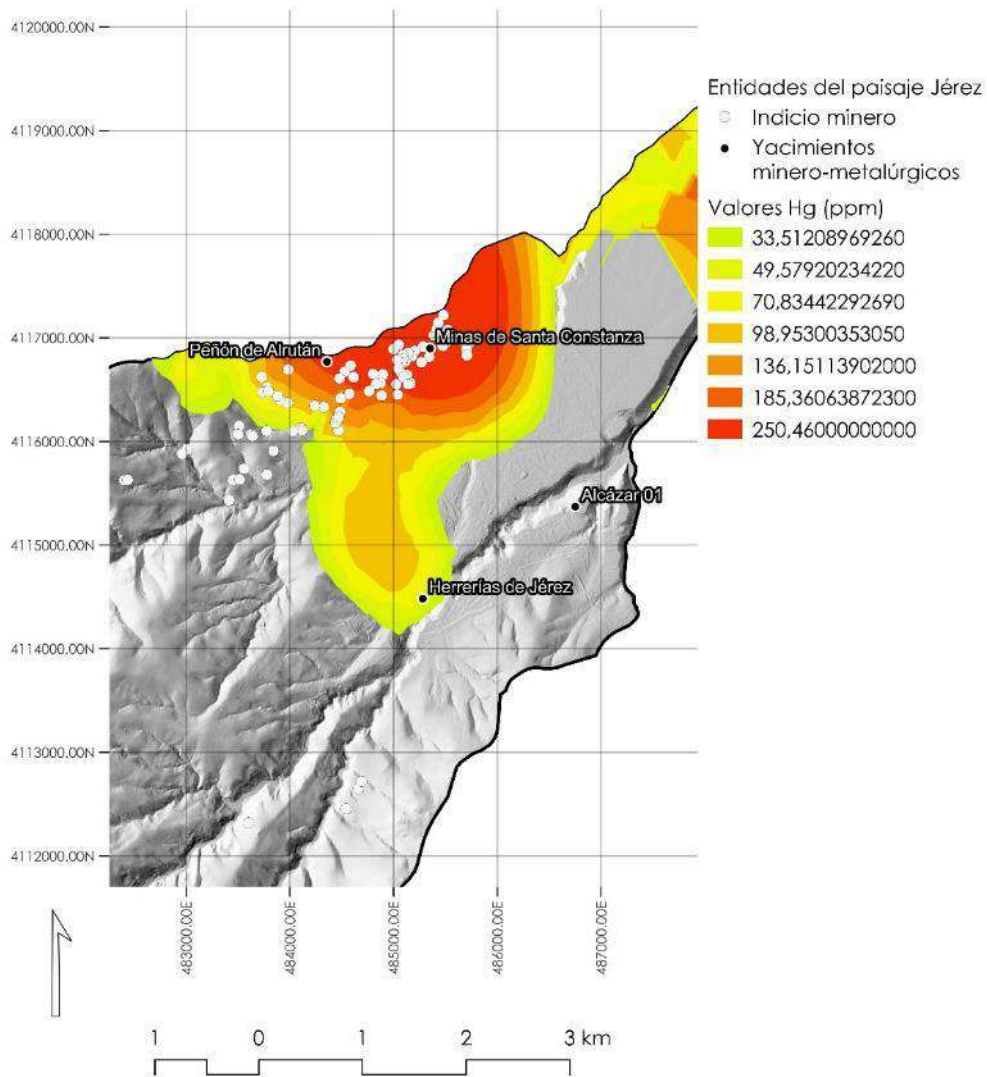 4120000.00N
4119000.00N
4118000.00N
4117000.00N
4116000.00N
4115000.00N
4114000.00N
4113000.00N
4112000.00N
Peñón de Alrután
Minas de Santa Constanza
Alcázar 01
Herrerías de Jérez
483000.00E
484000.00E
485000.00E
486000.00E
487000.00E
1 0 1 2 3 km
Entidades del paisaje Jérez
Indicio minero
Yacimientos
minero-metalúrgicos
Valores Hg (ppm)
33,51208969260
49,57920234220
70,83442292690
98,95300353050
136,15113902000
185,36063872300
250,46000000000